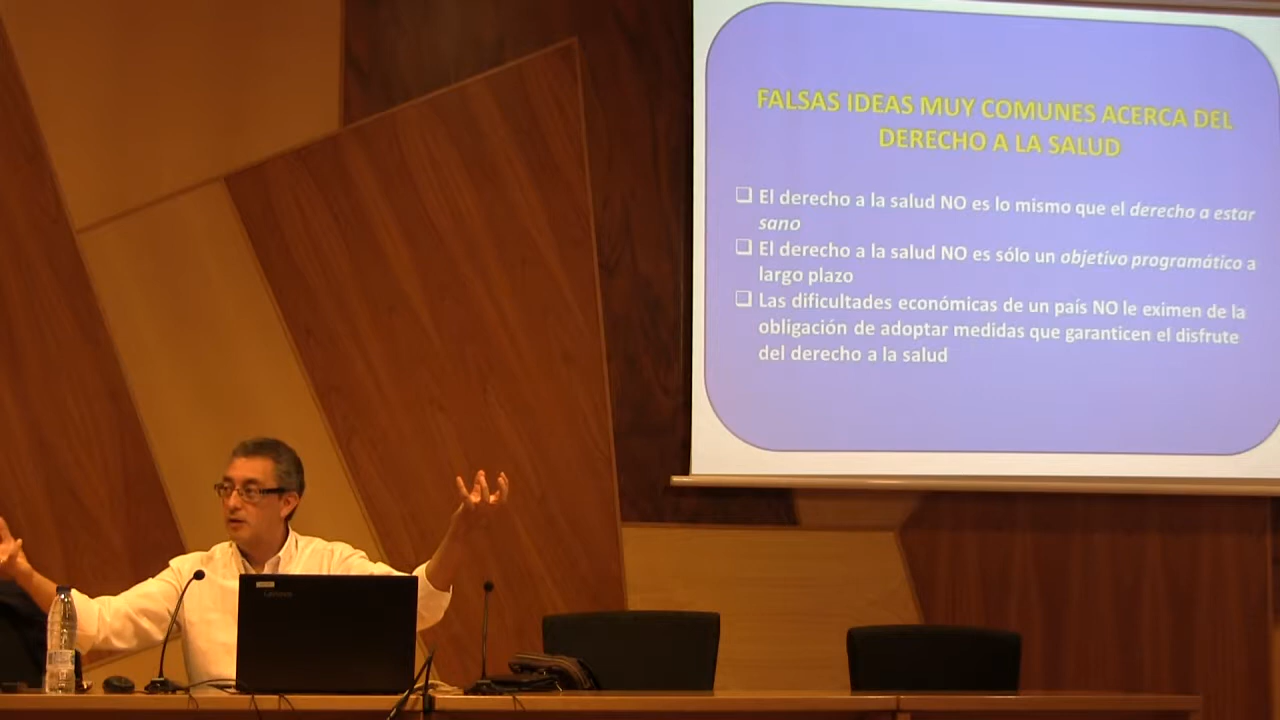 FALSAS IDEAS MUY COMUNES ACERCA DEL
DERECHO A LA SALUD
❑ El derecho a la salud NO es lo mismo que el derecho a estar
sano
❑ El derecho a la salud NO es sólo un objetivo programático a
largo plazo
❑ Las dificultades económicas de un país NO le eximen de la
obligación de adoptar medidas que garanticen el disfrute
del derecho a la salud